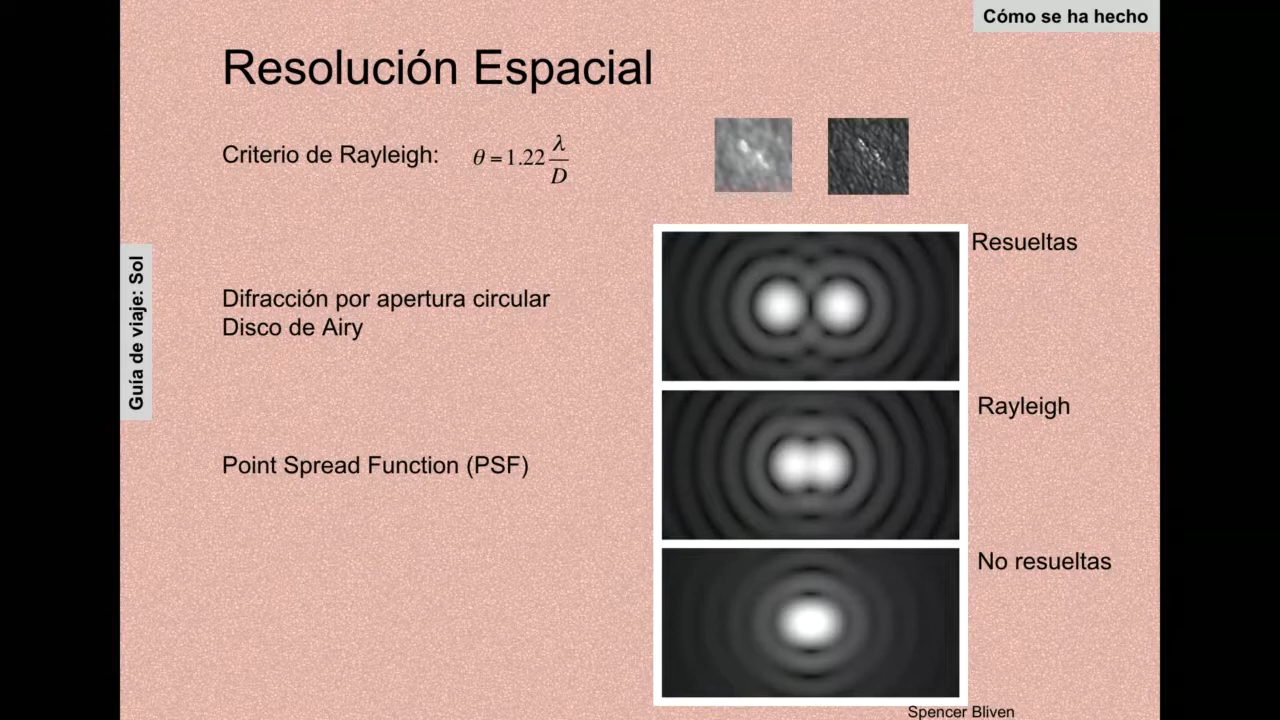 Cómo se ha hecho
Resolución Espacial
Criterio de Rayleigh: θ = 1.22 λ/D
Guía de viaje: Sol
Resueltas
Difracción por apertura circular
Disco de Airy
Rayleigh
Point Spread Function (PSF)
No resueltas
Spencer Bliven